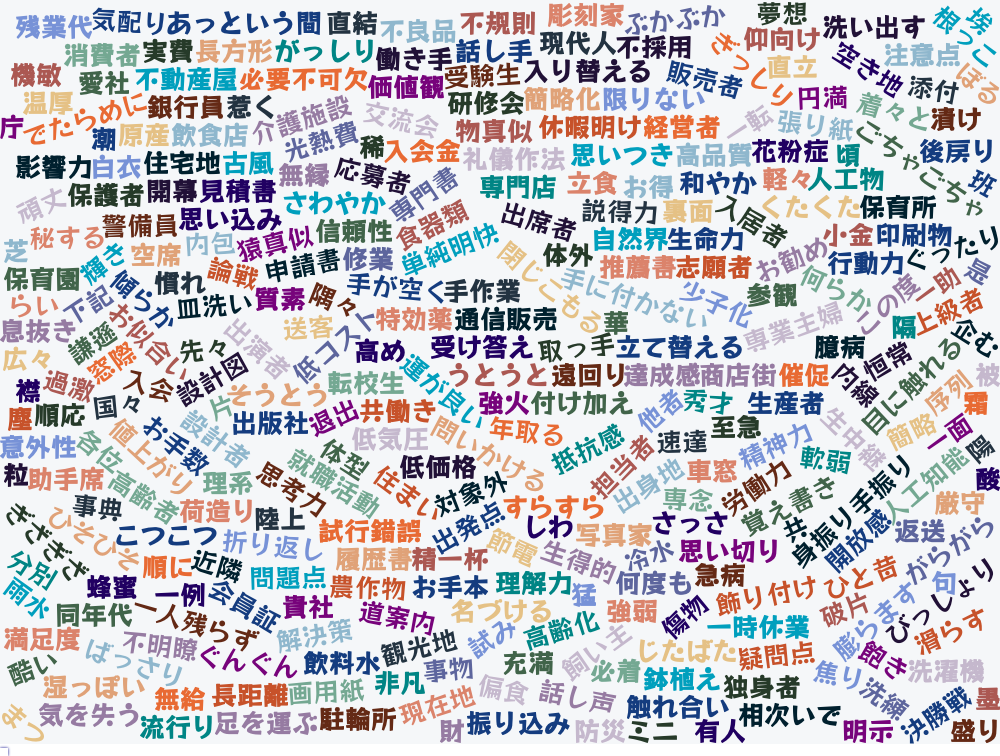 残業代
気配り
あっという間
直結
不良品
不規則
彫刻家
ぶかぶか
夢想
洗い出す
根っこ
埃
消費者
実費
長方形
がっしり
働き手
話し手
現代人
不採用
ぎっしり
仰向け
空き地
注意点
ぼる
機敏
愛社
不動産屋
必要不可欠
価値観
受験生
入り替える
販売者
直立
円満
添付
温厚
でたらめに
銀行員
惹く
介護施設
交流会
研修会
簡略化
限りない
一転
張り紙
着々と
漬け
庁
潮
原産
飲食店
光熱費
稀
物真似
休暇明け
経営者
ごちゃごちゃ
後戻り
影響力
白衣
住宅地
古風
無縁
応募者
入会金
礼儀作法
思いつき
高品質
花粉症
頃
班
頑丈
保護者
開幕
見積書
さわやか
専門書
専門店
立食
お得
和やか
軽々
人工物
警備員
思い込み
信頼性
食器類
出席者
説得力
裏面
入居者
くたくた
保育所
芝
秘する
輝き
空席
内包
猿真似
単純明快
自然界
生命力
小金
印刷物
ぐったり
保育園
慣れ
論戦
申請書
修業
閉じこもる
体外
推薦書
志願者
お勧め
行動力
是
らい
下記
傾らか
皿洗い
質素
隅々
手が空く
手作業
手に付かない
少子化
参観
何らか
この度
一助
上級者
息抜き
謙遜
お似合い
出演者
送客
低コスト
特効薬
通信販売
華
専業主婦
隔
企む
広々
窓際
先々
設計図
高め
受け答え
取っ手
立て替える
臆病
恒常
目に触れる
襟
過激
入会
そうとう
転校生
運が良い
うとうと
遠回り
達成感
商店街
催促
内線
序列
被
塵
順応
国々
設計者
片
出版社
退出
共働き
強火
付け加え
他者
秀才
生産者
簡略
霜
意外性
各位
値上がり
お手数
低気圧
問いかける
年取る
抵抗感
担当者
速達
至急
精神力
生中継
一面
陽
粒
助手席
高齢者
理系
思考力
体型
就職活動
住まい
低価格
対象外
出身地
車窓
労働力
軟弱
人工知能
酸
事典
荷造り
陸上
出発点
すらすら
専念
覚え書き
共
身振り手振り
厳守
ぎざぎざ
ひそひそ
こつこつ
折り返し
試行錯誤
しわ
写真家
さっさ
開放感
返送
がらがら
分別
順に
近隣
問題点
履歴書
精一杯
節電
生得的
冷水
思い切り
雨水
蜂蜜
一例
会員証
農作物
お手本
理解力
猛
何度も
急病
飾り付け
ひと昔
句
びっしょり
同年代
一人残らず
貴社
道案内
名づける
強弱
傷物
一時休業
破片
膨らます
滑らす
満足度
ばっさり
不明瞭
ぐんぐん
解決策
観光地
試み
高齢化
飼い主
じたばた
疑問点
飽き
洗濯機
酷い
湿っぽい
飲料水
事物
充満
必着
鉢植え
独身者
焦り
洗練
墨
まつ
気を失う
無給
長距離
画用紙
非凡
現在地
偏食
話し声
触れ合い
相次いで
決勝戦
流行り
足を運ぶ
駐輪所
財
振り込み
防災
ミニ
有人
明示
盛り